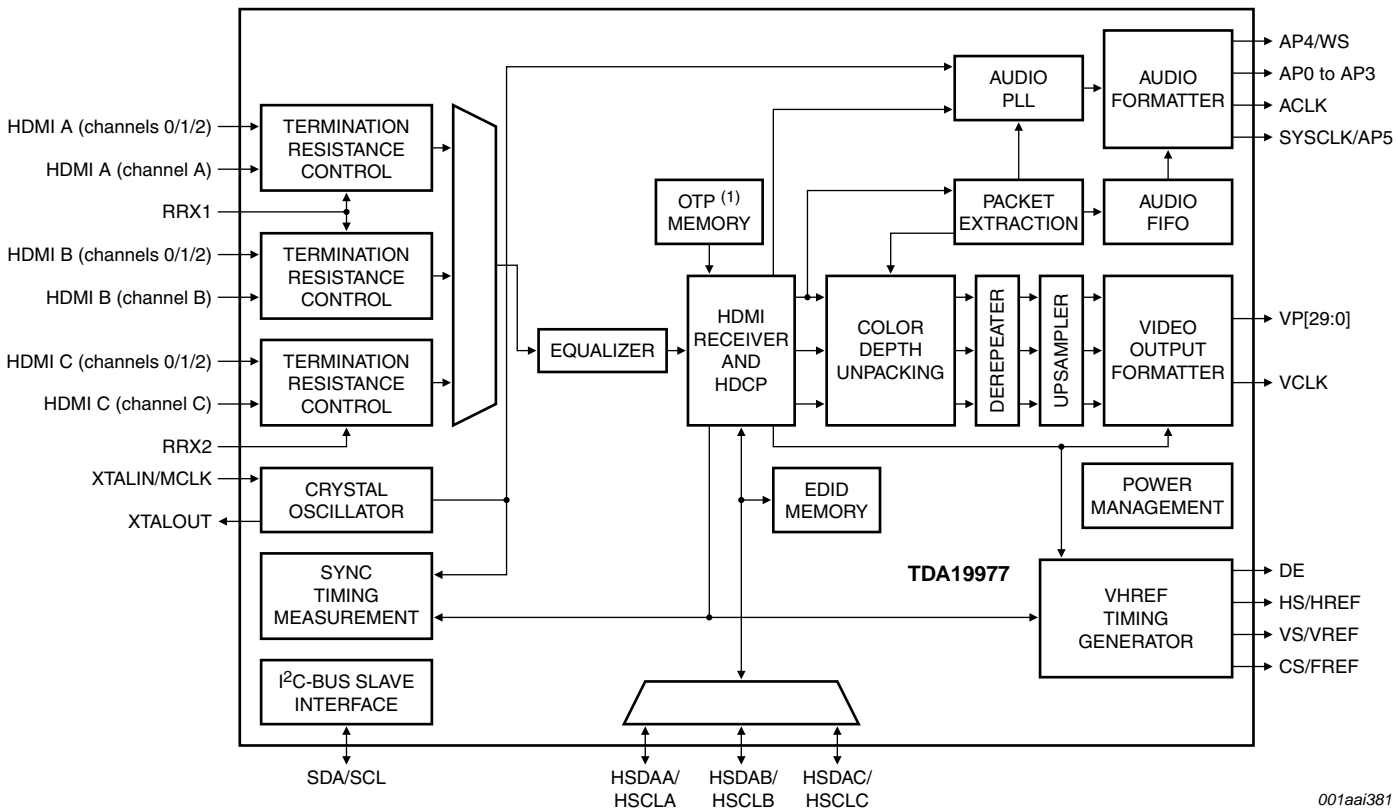 HDMI A (channels 0/1/2)
HDMI A (channel A)
RRX1
HDMI B (channels 0/1/2)
HDMI B (channel B)
HDMI C (channels 0/1/2)
HDMI C (channel C)
RRX2
XTALIN/MCLK
XTALOUT
TERMINATION
RESISTANCE
CONTROL
TERMINATION
RESISTANCE
CONTROL
TERMINATION
RESISTANCE
CONTROL
CRYSTAL
OSCILLATOR
SYNC
TIMING
MEASUREMENT
I2C-BUS SLAVE
INTERFACE
SDA/SCL
EQUALIZER
OTP (1)
MEMORY
HDMI
RECEIVER
AND
HDCP
EDID
MEMORY
HSDAA/
HSCLA
HSDAB/
HSCLB
HSDAC/
HSCLC
COLOR
DEPTH
UNPACKING
DEREPEATER
UPSAMPLER
VIDEO
OUTPUT
FORMATTER
AUDIO
PLL
AUDIO
FORMATTER
PACKET
EXTRACTION
AUDIO
FIFO
POWER
MANAGEMENT
TDA19977
VHREF
TIMING
GENERATOR
AP4/WS
AP0 to AP3
ACLK
SYSCLK/AP5
VP[29:0]
VCLK
DE
HS/HREF
VS/VREF
CS/FREF
001aai381